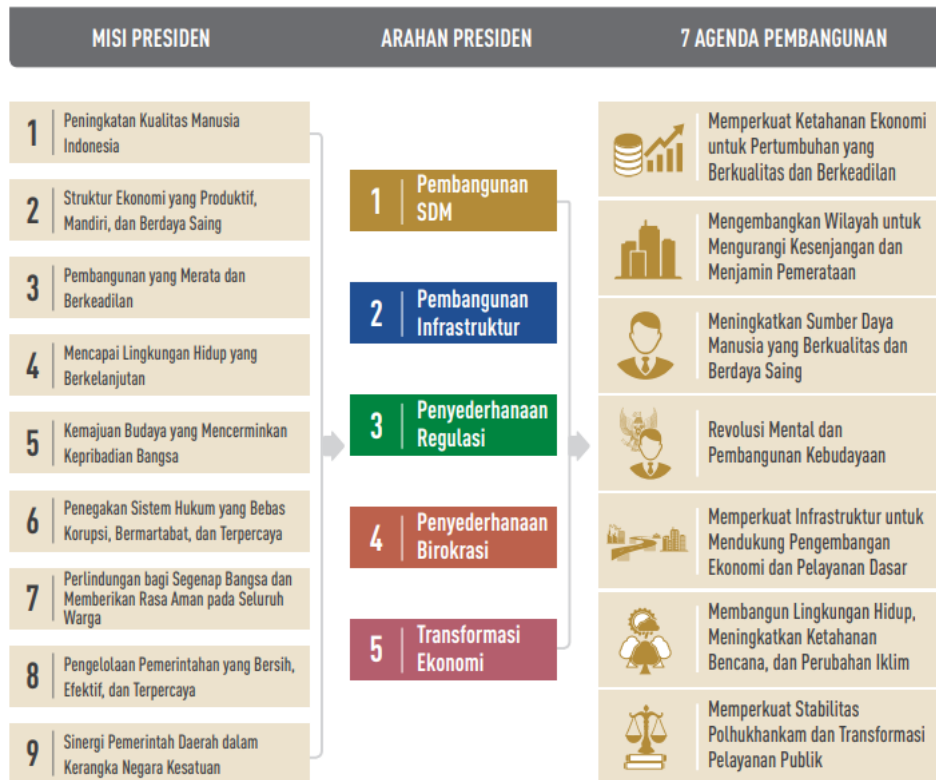 MISI PRESIDEN
ARAHAN PRESIDEN
7 AGENDA PEMBANGUNAN
1
Peningkatan Kualitas Manusia
Indonesia
2
Struktur Ekonomi yang Produktif,
Mandiri, dan Berdaya Saing
3
Pembangunan yang Merata dan
Berkeadilan
4
Mencapai Lingkungan Hidup yang
Berkelanjutan
5
Kemajuan Budaya yang Mencerminkan
Kepribadian Bangsa
6
Penegakan Sistem Hukum yang Bebas
Korupsi, Bermartabat, dan Terpercaya
7
Perlindungan bagi Segenap Bangsa dan
Memberikan Rasa Aman pada Seluruh
Warga
8
Pengelolaan Pemerintahan yang Bersih,
Efektif, dan Terpercaya
9
Sinergi Pemerintah Daerah dalam
Kerangka Negara Kesatuan
1
Pembangunan
SDM
2
Pembangunan
Infrastruktur
3
Penyederhanaan
Regulasi
4
Penyederhanaan
Birokrasi
5
Transformasi
Ekonomi
Memperkuat Ketahanan Ekonomi
untuk Pertumbuhan yang
Berkualitas dan Berkeadilan
Mengembangkan Wilayah untuk
Mengurangi Kesenjangan dan
Menjamin Pemerataan
Meningkatkan Sumber Daya
Manusia yang Berkualitas dan
Berdaya Saing
Revolusi Mental dan
Pembangunan Kebudayaan
Memperkuat Infrastruktur untuk
Mendukung Pengembangan
Ekonomi dan Pelayanan Dasar
Membangun Lingkungan Hidup,
Meningkatkan Ketahanan
Bencana, dan Perubahan Iklim
Memperkuat Stabilitas
Polhukhankam dan Transformasi
Pelayanan Publik